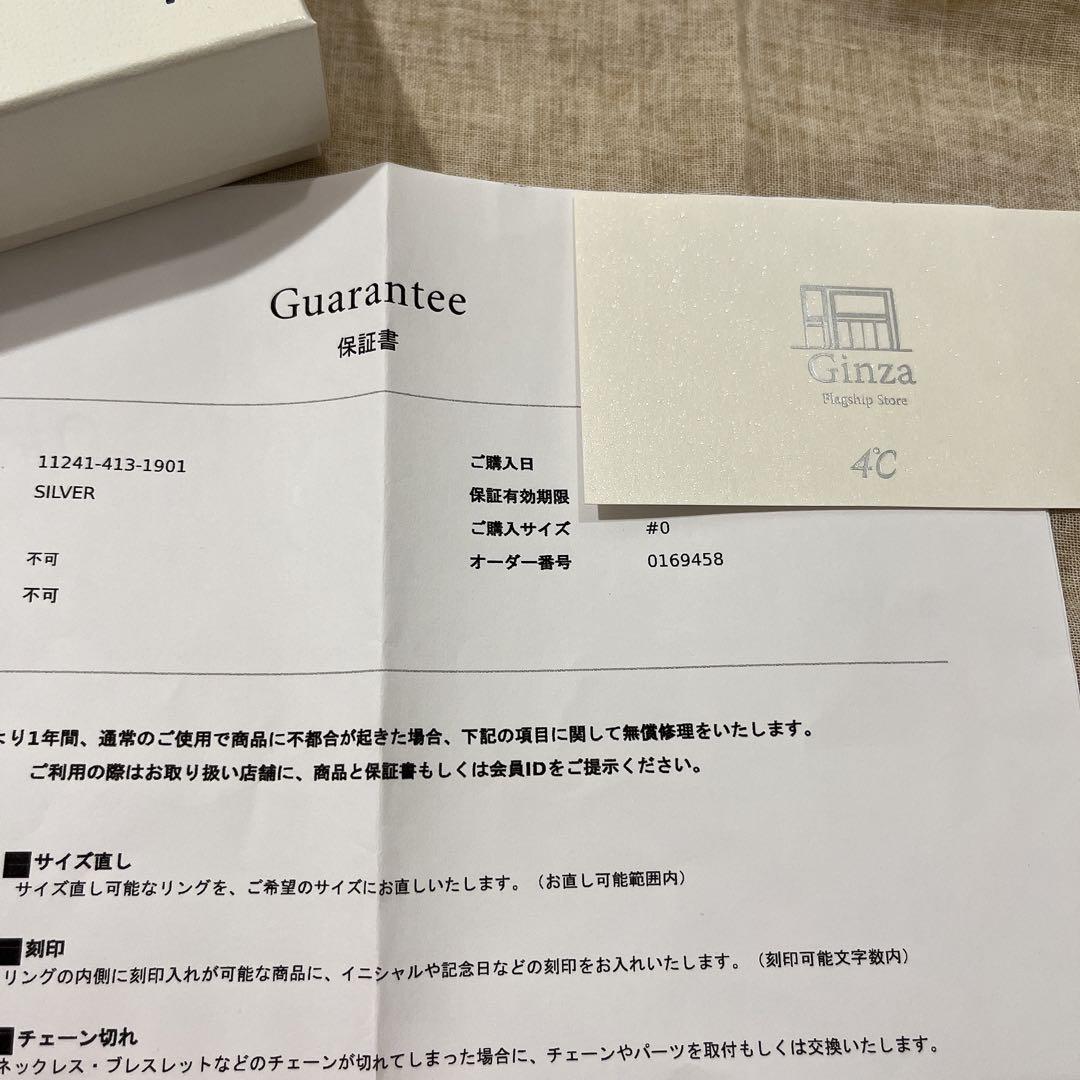 Guarantee
保証書
11241-413-1901
SILVER
不可
不可
ご購入日
保証有効期限
ご購入サイズ #0
オーダー番号 0169458
Ginza
Flagship Store
4℃
より1年間、通常のご使用で商品に不都合が起きた場合、下記の項目に関して無償修理をいたします。
ご利用の際はお取り扱い店舗に、商品と保証書もしくは会員IDをご提示ください。
■サイズ直し
サイズ直し可能なリングを、ご希望のサイズにお直しいたします。（お直し可能範囲内）
■刻印
リングの内側に刻印入れが可能な商品に、イニシャルや記念日などの刻印をお入れいたします。（刻印可能文字数内）
■チェーン切れ
ネックレス・ブレスレットなどのチェーンが切れてしまった場合に、チェーンやパーツを取付もしくは交換いたします。